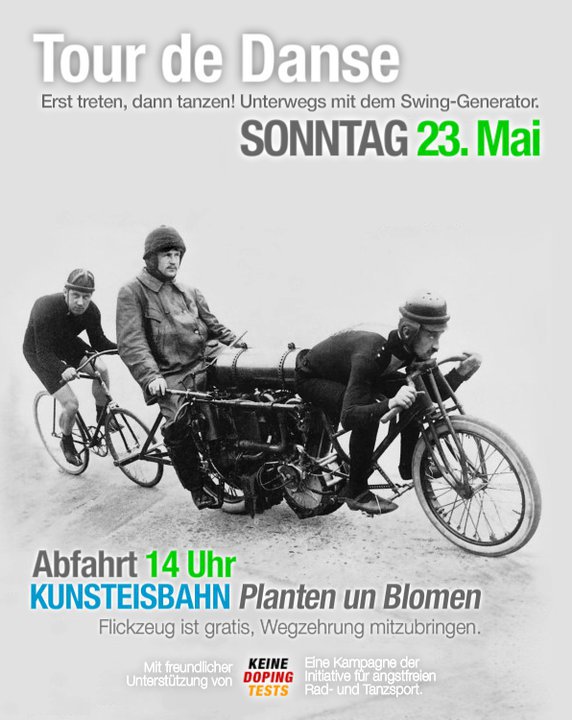 Tour de Danse
Erst treten, dann tanzen! Unterwegs mit dem Swing-Generator.
SONNTAG 23. Mai
Abfahrt 14 Uhr
KUNSTEISBAHN Planten un Blomen
Flickzeug ist gratis, Wegzehrung mitzubringen.
Mit freundlicher
Unterstützung von
KEINE
DOPING
TESTS
Eine Kampagne der
Initiative für angstfreien
Rad- und Tanzsport.